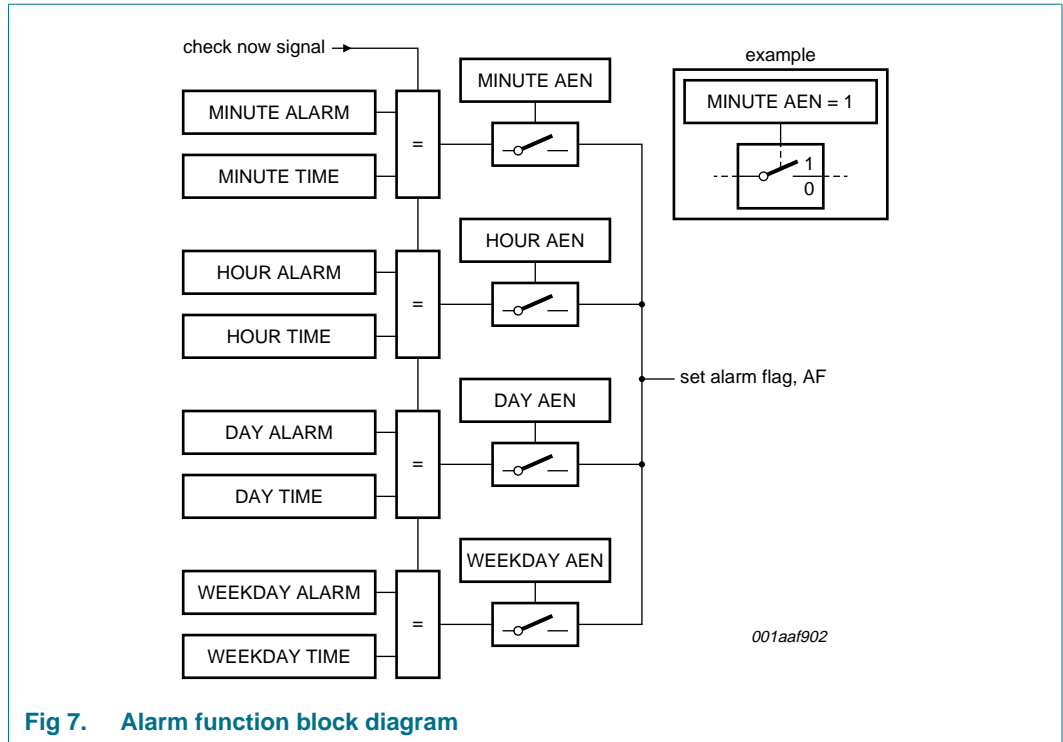 check now signal
example
MINUTE AEN
MINUTE AEN = 1
MINUTE ALARM
=
MINUTE TIME
1
0
HOUR AEN
HOUR ALARM
=
HOUR TIME
set alarm flag, AF
DAY AEN
DAY ALARM
=
DAY TIME
WEEKDAY AEN
WEEKDAY ALARM
=
WEEKDAY TIME
001aaf902
Fig 7. Alarm function block diagram